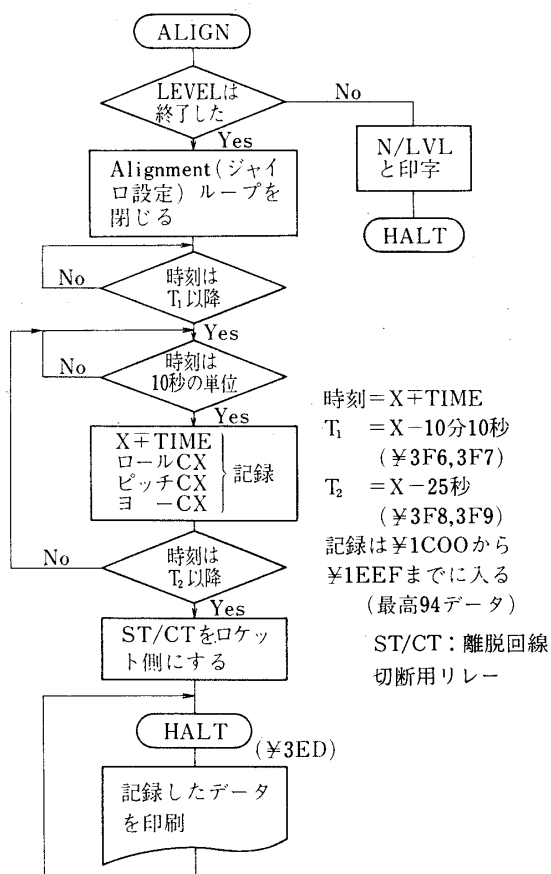 ALIGN
LEVELは
終了した
No
Yes
N/LVL
と印字
HALT
Alignment(ジャイ
ロ設定)ループを
閉じる
No
時刻は
T₁以降
Yes
No
時刻は
10秒の単位
Yes
X∓TIME
ロールCX
ピッチCX
ヨーCX
記録
時刻=X∓TIME
T₁ =X-10分10秒
(¥3F6,3F7)
T₂ =X-25秒
(¥3F8,3F9)
記録は¥1COOから
¥1EEFまでに入る
(最高94データ)
ST/CT:離脱回線
切断用リレー
No
時刻は
T₂以降
Yes
ST/CTをロケッ
ト側にする
HALT
(¥3ED)
記録したデータ
を印刷